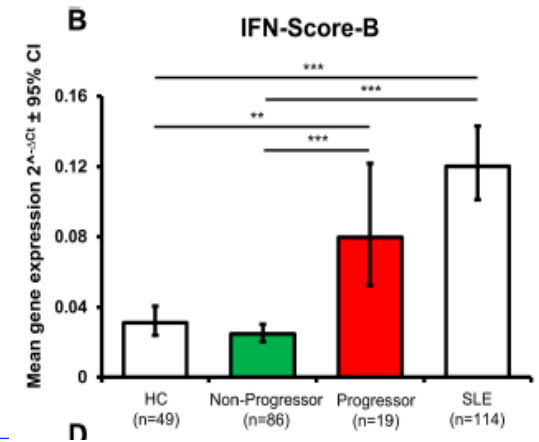 B
IFN-Score-B
Mean gene expression 2^-ΔCt ± 95% CI
***
***
**
***
0.16
0.12
0.08
0.04
0
HC Non-Progressor Progressor SLE
(n=49) (n=86) (n=19) (n=114)
D